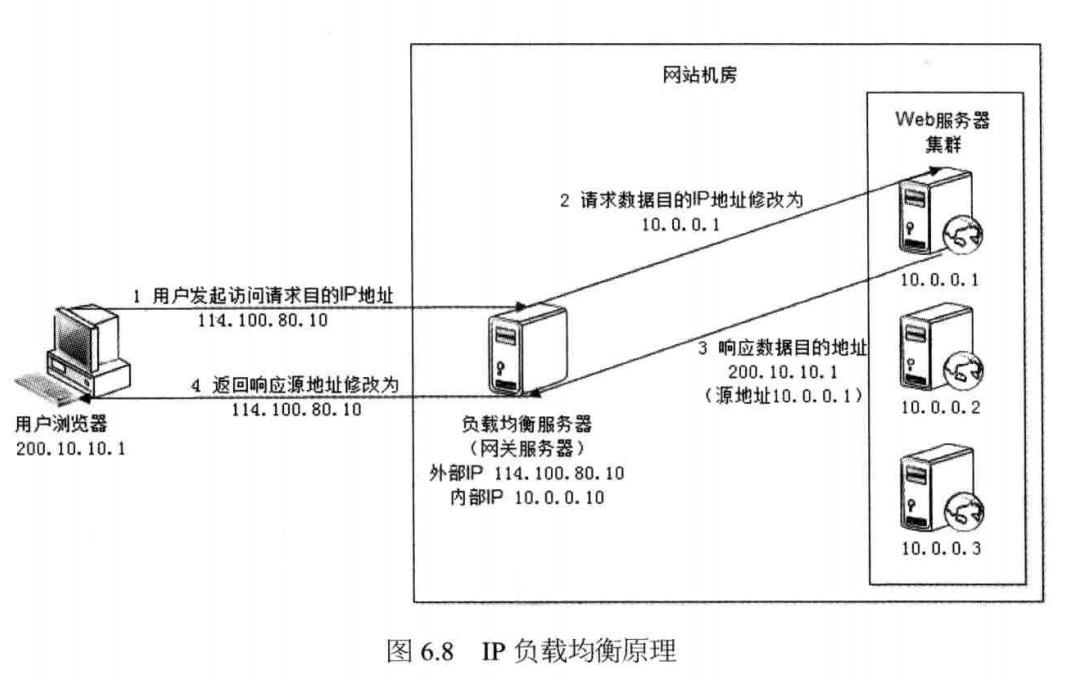 网站机房
Web服务器
集群
2 请求数据目的IP地址修改为
10.0.0.1
10.0.0.1
1 用户发起访问请求目的IP地址
114.100.80.10
3 响应数据目的地址
200.10.10.1
(源地址10.0.0.1)
4 返回响应源地址修改为
114.100.80.10
10.0.0.2
用户浏览器
200.10.10.1
负载均衡服务器
(网关服务器)
外部IP 114.100.80.10
内部IP 10.0.0.10
10.0.0.3
图 6.8 IP 负载均衡原理